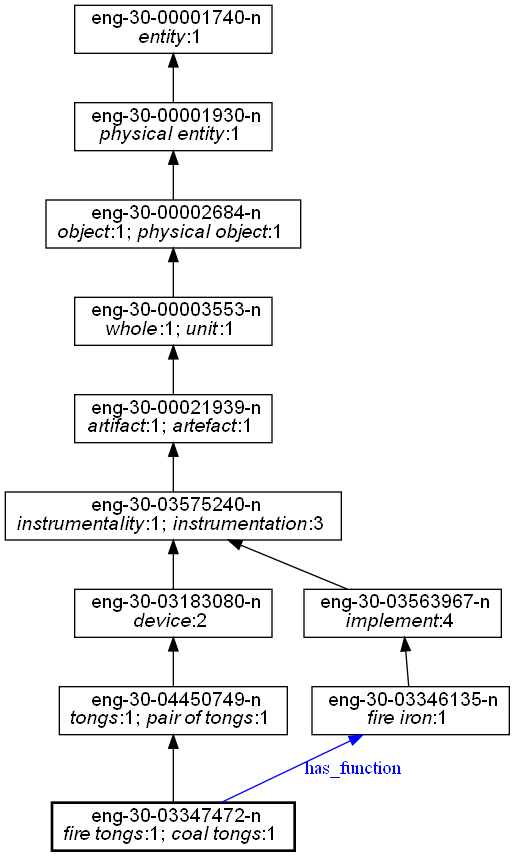 eng-30-00001740-n
entity:1
eng-30-00001930-n
physical entity:1
eng-30-00002684-n
object:1; physical object:1
eng-30-00003553-n
whole:1; unit:1
eng-30-00021939-n
artifact:1; artefact:1
eng-30-03575240-n
instrumentality:1; instrumentation:3
eng-30-03183080-n
device:2
eng-30-03563967-n
implement:4
eng-30-04450749-n
tongs:1; pair of tongs:1
eng-30-03346135-n
fire iron:1
has_function
eng-30-03347472-n
fire tongs:1; coal tongs:1